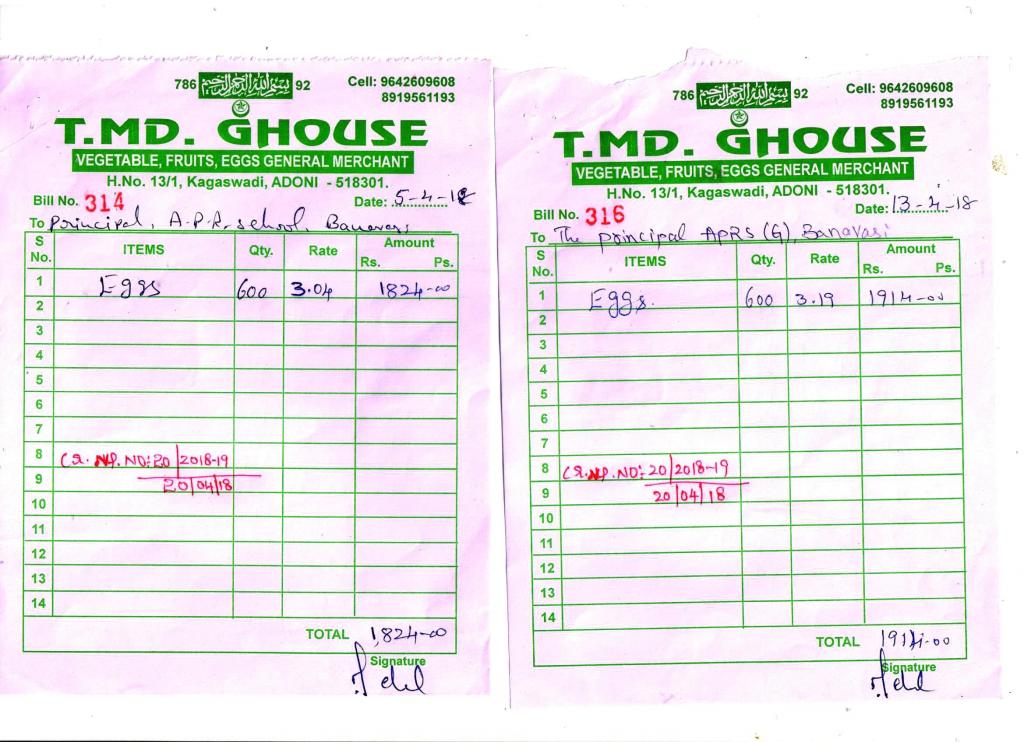 786 بسم الله الرحمن الرحيم 92
Cell: 9642609608
8919561193
T.MD. GHOUSE
VEGETABLE, FRUITS, EGGS GENERAL MERCHANT
H.No. 13/1, Kagaswadi, ADONI - 518301.
Bill No. 314 Date: 5-4-18
To Principal, A.P.R. School, Banavasi
S No. ITEMS Qty. Rate Amount Rs. Ps.
1 Eggs 600 3.04 1824-00
2
3
4
5
6
7
8 Cr. No: 20/2018-19
9 20/04/18
10
11
12
13
14
TOTAL 1,824-00
Signature
786 بسم الله الرحمن الرحيم 92
Cell: 9642609608
8919561193
T.MD. GHOUSE
VEGETABLE, FRUITS, EGGS GENERAL MERCHANT
H.No. 13/1, Kagaswadi, ADONI - 518301.
Bill No. 316 Date: 13-4-18
To The principal APRS (G), Banavasi
S No. ITEMS Qty. Rate Amount Rs. Ps.
1 Eggs. 600 3.19 1914-00
2
3
4
5
6
7
8 Cr. No: 20/2018-19
9 20/04/18
10
11
12
13
14
TOTAL 1914-00
Signature